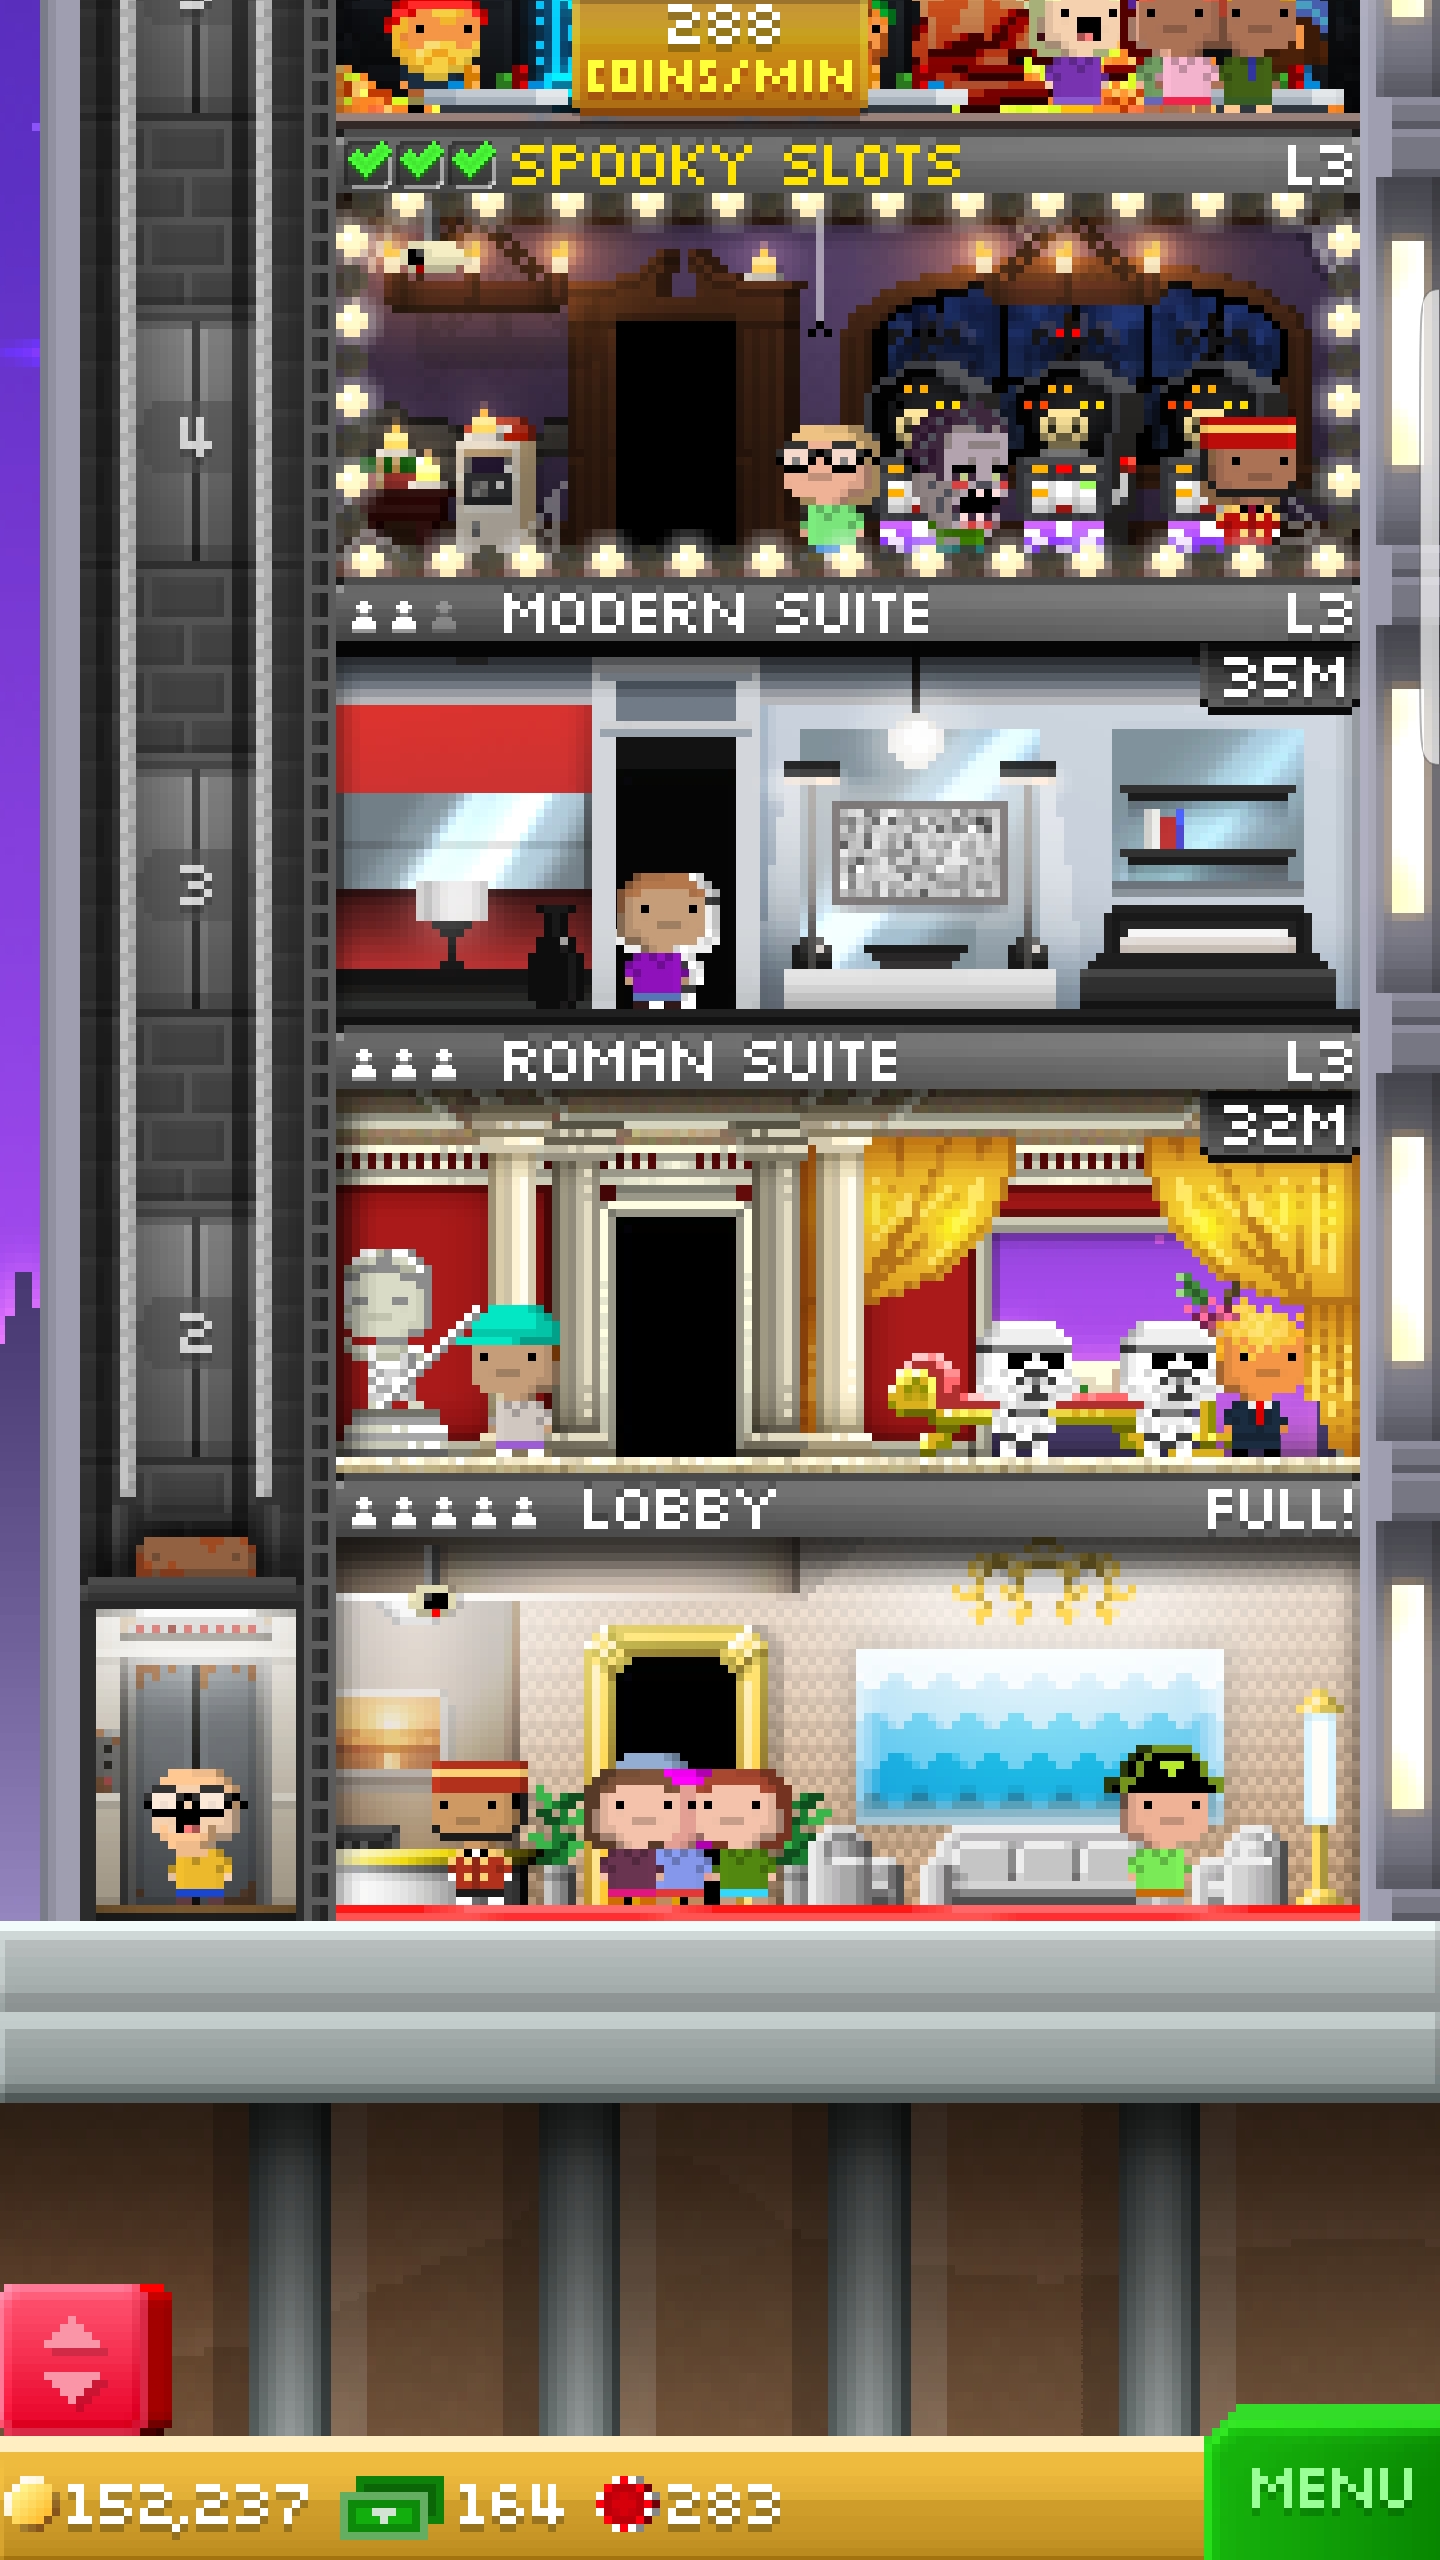 288
COINS/MIN
SPOOKY SLOTS L3
4
MODERN SUITE L3
35M
3
ROMAN SUITE L3
32M
2
LOBBY FULL!
152,237 164 283
MENU